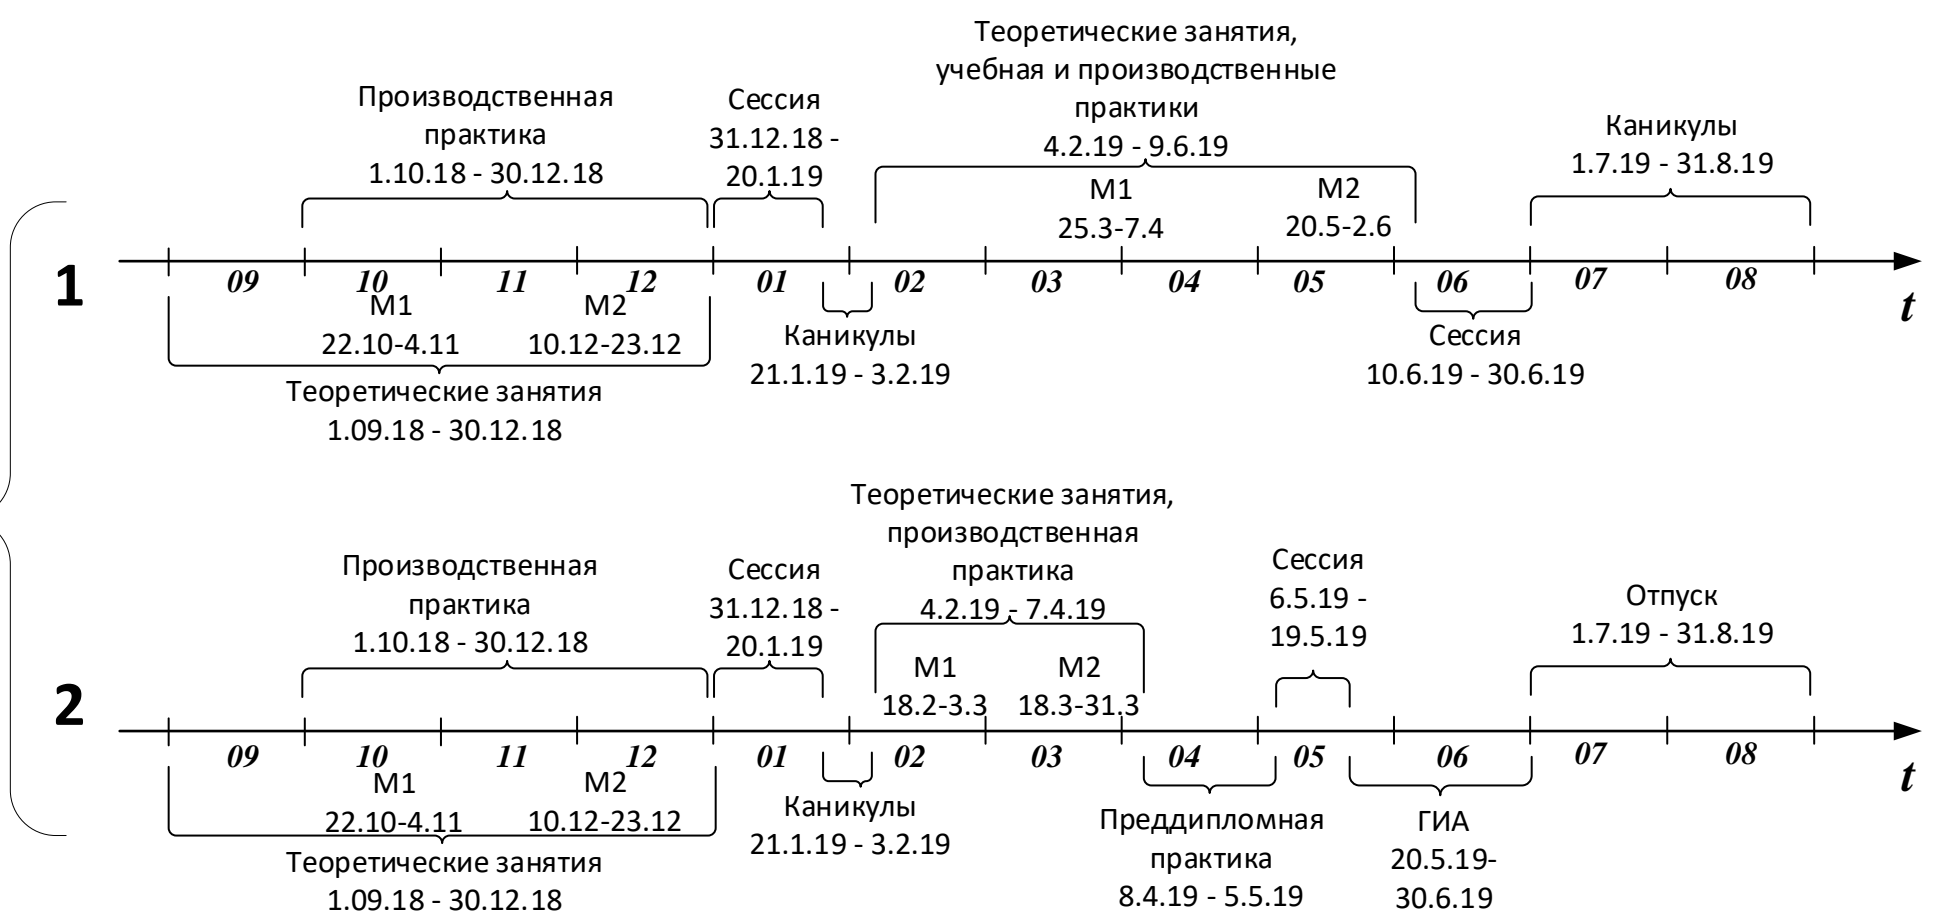 Теоретические занятия,
учебная и производственные
практики
4.2.19 - 9.6.19
Производственная
практика
1.10.18 - 30.12.18
Сессия
31.12.18 -
20.1.19
Каникулы
1.7.19 - 31.8.19
М1
25.3-7.4
М2
20.5-2.6
1
09
10
11
12
01
02
03
04
05
06
07
08
t
М1
22.10-4.11
М2
10.12-23.12
Теоретические занятия
1.09.18 - 30.12.18
Каникулы
21.1.19 - 3.2.19
Сессия
10.6.19 - 30.6.19
Теоретические занятия,
производственная
практика
4.2.19 - 7.4.19
Производственная
практика
1.10.18 - 30.12.18
Сессия
31.12.18 -
20.1.19
Сессия
6.5.19 -
19.5.19
Отпуск
1.7.19 - 31.8.19
М1
18.2-3.3
М2
18.3-31.3
2
09
10
11
12
01
02
03
04
05
06
07
08
t
М1
22.10-4.11
М2
10.12-23.12
Теоретические занятия
1.09.18 - 30.12.18
Каникулы
21.1.19 - 3.2.19
Преддипломная
практика
8.4.19 - 5.5.19
ГИА
20.5.19-
30.6.19